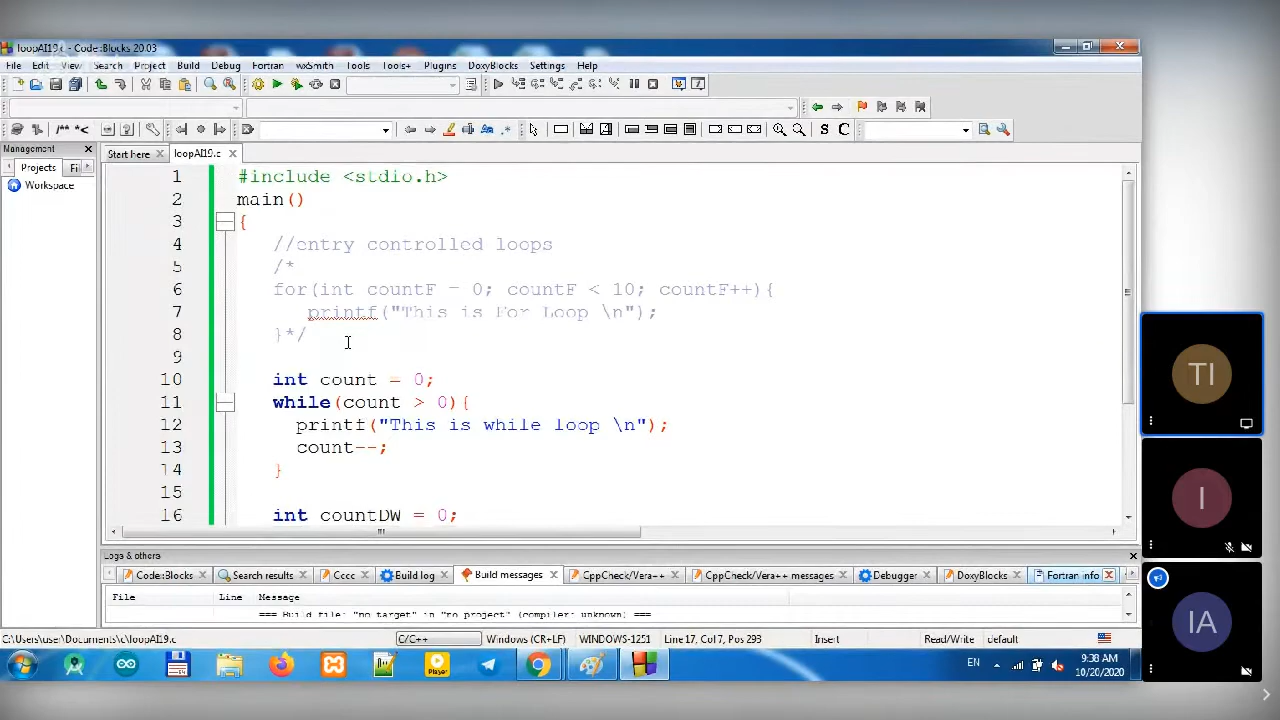 loopAI19.c - Code::Blocks 20.03
File Edit View Search Project Build Debug Fortran wxSmith Tools Tools+ Plugins DoxyBlocks Settings Help
/** *<
S C
Management
Start here loopAI19.c
Projects Fi
Workspace
1 #include <stdio.h>
2 main()
3 {
4 //entry controlled loops
5 /*
6 for(int countF = 0; countF < 10; countF++){
7 printf("This is For Loop \n");
8 }*/
9
10 int count = 0;
11 while(count > 0){
12 printf("This is while loop \n");
13 count--;
14 }
15
16 int countDW = 0;
TI
I
IA
Logs & others
Code::Blocks Search results Cccc Build log Build messages CppCheck/Vera++ CppCheck/Vera++ messages Debugger DoxyBlocks Fortran info
File Line Message
=== Build file: "no target" in "no project" (compiler: unknown) ===
C:\Users\user\Documents\c\loopAI19.c C/C++ Windows (CR+LF) WINDOWS-1251 Line 17, Col 7, Pos 293 Insert Read/Write default
Player
EN
9:38 AM
10/20/2020